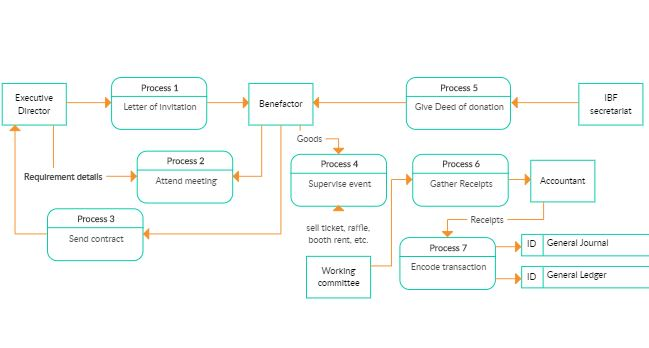 Process 1
Letter of Invitation
Executive
Director
Benefactor
Process 5
Give Deed of donation
IBF
secretariat
Goods
Process 2
Attend meeting
Requirement details
Process 4
Supervise event
Process 6
Gather Receipts
Accountant
Process 3
Send contract
Receipts
sell ticket, raffle,
booth rent, etc.
Process 7
Encode transaction
ID General Journal
ID General Ledger
Working
committee